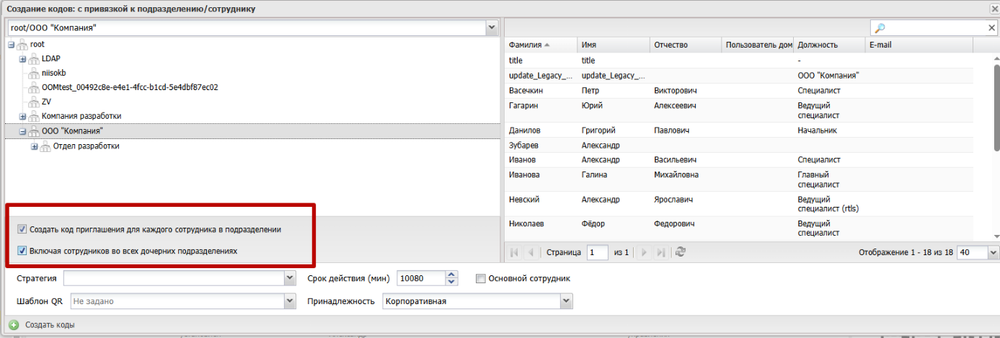 Создание кодов: с привязкой к подразделению/сотруднику
root/ООО "Компания"
root
LDAP
niisokb
OOMtest_00492c8e-e4e1-4fcc-b1cd-5e4dbf87ec02
ZV
Компания разработки
ООО "Компания"
Отдел разработки
Создать код приглашения для каждого сотрудника в подразделении
Включая сотрудников во всех дочерних подразделениях
Фамилия Имя Отчество Пользователь дом Должность E-mail
title title -
update_Legacy_... update_Legacy_... ООО "Компания"
Васечкин Петр Викторович Специалист
Гагарин Юрий Алексеевич Ведущий
специалист
Данилов Григорий Павлович Начальник
Зубарев Александр
Иванов Александр Васильевич Специалист
Иванова Галина Михайловна Главный
специалист
Невский Александр Ярославич Ведущий
специалист (rtls)
Николаев Фёдор Федорович Ведущий
специалист
Страница 1 из 1 Отображение 1 - 18 из 18 40
Стратегия Срок действия (мин) 10080 Основной сотрудник
Шаблон QR Не задано Принадлежность Корпоративная
Создать коды